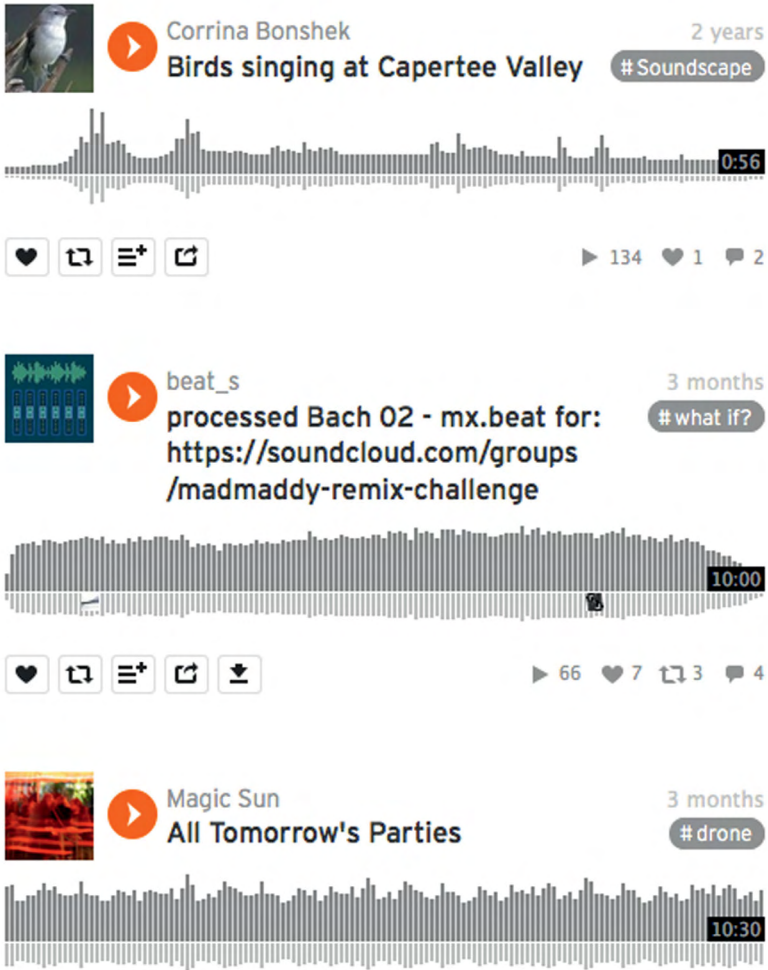 Corrina Bonshek 2 years
Birds singing at Capertee Valley # Soundscape
0:56
134 1 2
beat_s 3 months
processed Bach 02 - mx.beat for: # what if?
https://soundcloud.com/groups
/madmaddy-remix-challenge
10:00
66 7 3 4
Magic Sun 3 months
All Tomorrow's Parties # drone
10:30